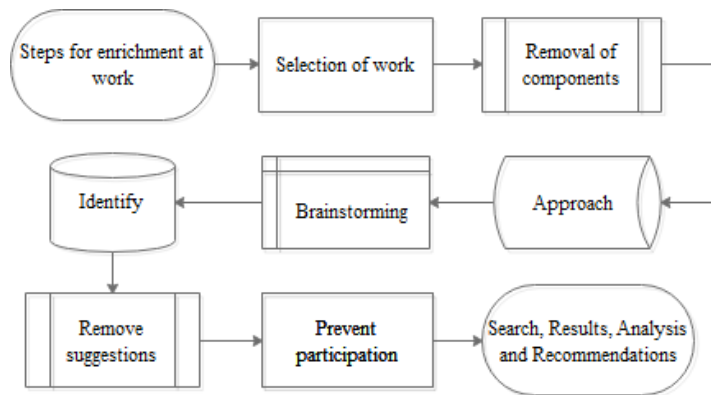 Steps for enrichment at
work
Selection of work
Removal of
components
Approach
Brainstorming
Identify
Remove
suggestions
Prevent
participation
Search, Results, Analysis
and Recommendations